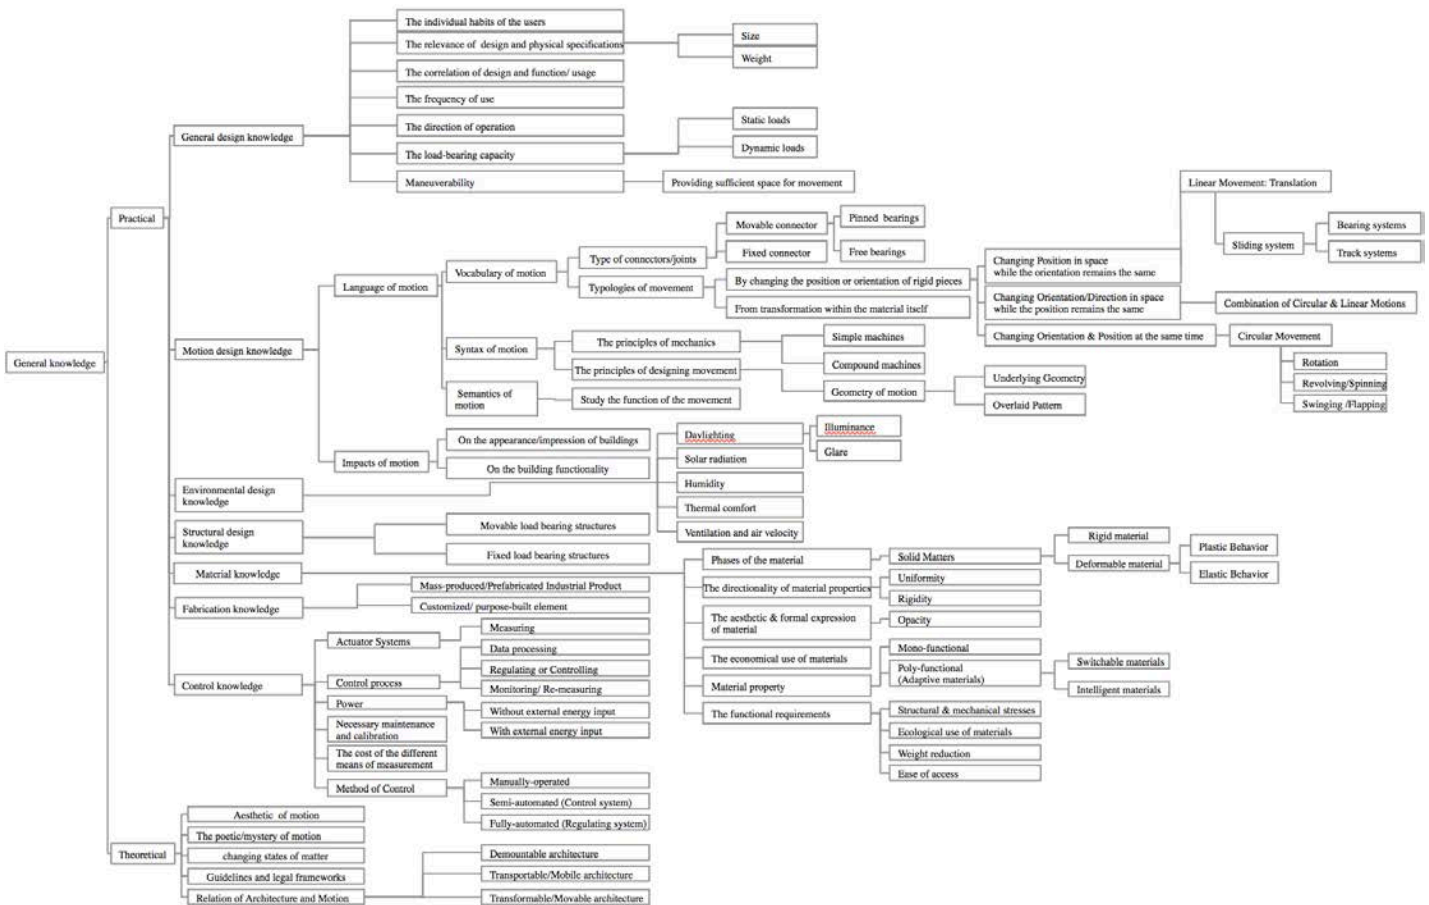 General knowledge
Practical
General design knowledge
The individual habits of the users
The relevance of design and physical specifications
Size
Weight
The correlation of design and function/ usage
The frequency of use
The direction of operation
The load-bearing capacity
Static loads
Dynamic loads
Maneuverability
Providing sufficient space for movement
Motion design knowledge
Language of motion
Vocabulary of motion
Type of connectors/joints
Movable connector
Pinned bearings
Free bearings
Fixed connector
Typologies of movement
By changing the position or orientation of rigid pieces
Changing Position in space
while the orientation remains the same
Linear Movement: Translation
Sliding system
Bearing systems
Track systems
Changing Orientation/Direction in space
while the position remains the same
Combination of Circular & Linear Motions
Changing Orientation & Position at the same time
Circular Movement
Rotation
Revolving/Spinning
Swinging /Flapping
From transformation within the material itself
Syntax of motion
The principles of mechanics
Simple machines
Compound machines
The principles of designing movement
Geometry of motion
Underlying Geometry
Overlaid Pattern
Semantics of
motion
Study the function of the movement
Impacts of motion
On the appearance/impression of buildings
On the building functionality
Environmental design
knowledge
Daylighting
Illuminance
Glare
Solar radiation
Humidity
Thermal comfort
Ventilation and air velocity
Structural design
knowledge
Movable load bearing structures
Fixed load bearing structures
Material knowledge
Phases of the material
Solid Matters
Rigid material
Deformable material
Plastic Behavior
Elastic Behavior
The directionality of material properties
Uniformity
Rigidity
The aesthetic & formal expression
of material
Opacity
The economical use of materials
Material property
Mono-functional
Poly-functional
(Adaptive materials)
Switchable materials
Intelligent materials
The functional requirements
Structural & mechanical stresses
Ecological use of materials
Weight reduction
Ease of access
Fabrication knowledge
Mass-produced/Prefabricated Industrial Product
Customized/ purpose-built element
Control knowledge
Actuator Systems
Measuring
Control process
Data processing
Regulating or Controlling
Monitoring/ Re-measuring
Power
Without external energy input
With external energy input
Necessary maintenance
and calibration
The cost of the different
means of measurement
Method of Control
Manually-operated
Semi-automated (Control system)
Fully-automated (Regulating system)
Theoretical
Aesthetic of motion
The poetic/mystery of motion
changing states of matter
Guidelines and legal frameworks
Relation of Architecture and Motion
Demountable architecture
Transportable/Mobile architecture
Transformable/Movable architecture